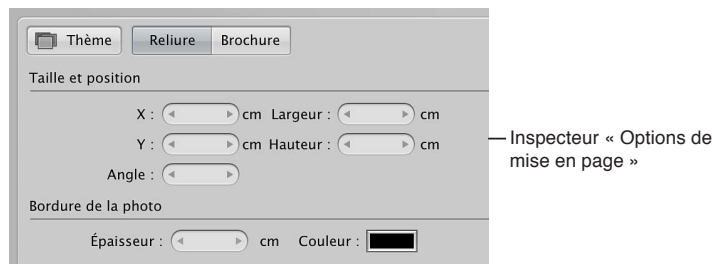 Thème Reliure Brochure
Taille et position
X : cm Largeur : cm
Y : cm Hauteur : cm
Angle :
Bordure de la photo
Épaisseur : cm Couleur :
Inspecteur « Options de
mise en page »